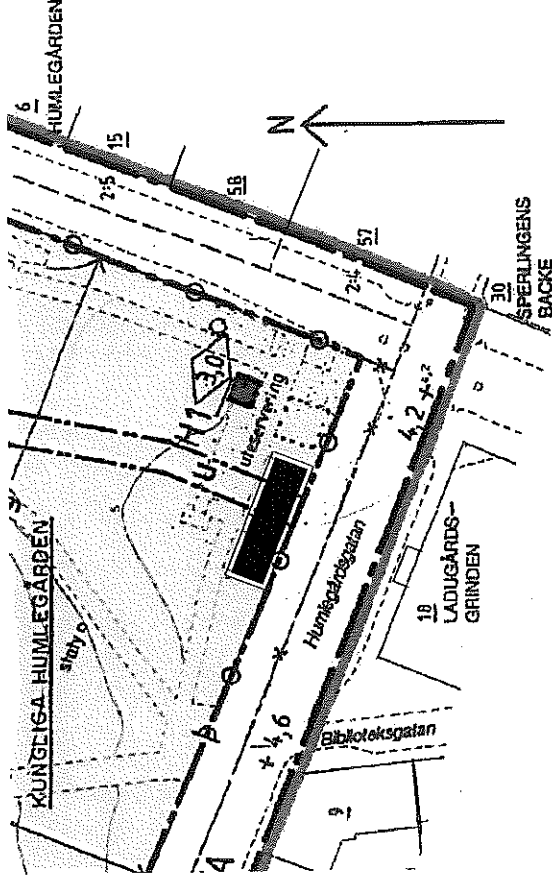 HUMLEGÅRDEN
6
15
2:5
58
57
2:4
N
30
SPERLINGENS
BACKE
3,0
H1
U
uteservering
KUNGLIGA HUMLEGÅRDEN
staty
5
4,2
Humlegårdsgatan
18
LADUGÅRDS-
GRINDEN
+4,6
Biblioteksgatan
9
A